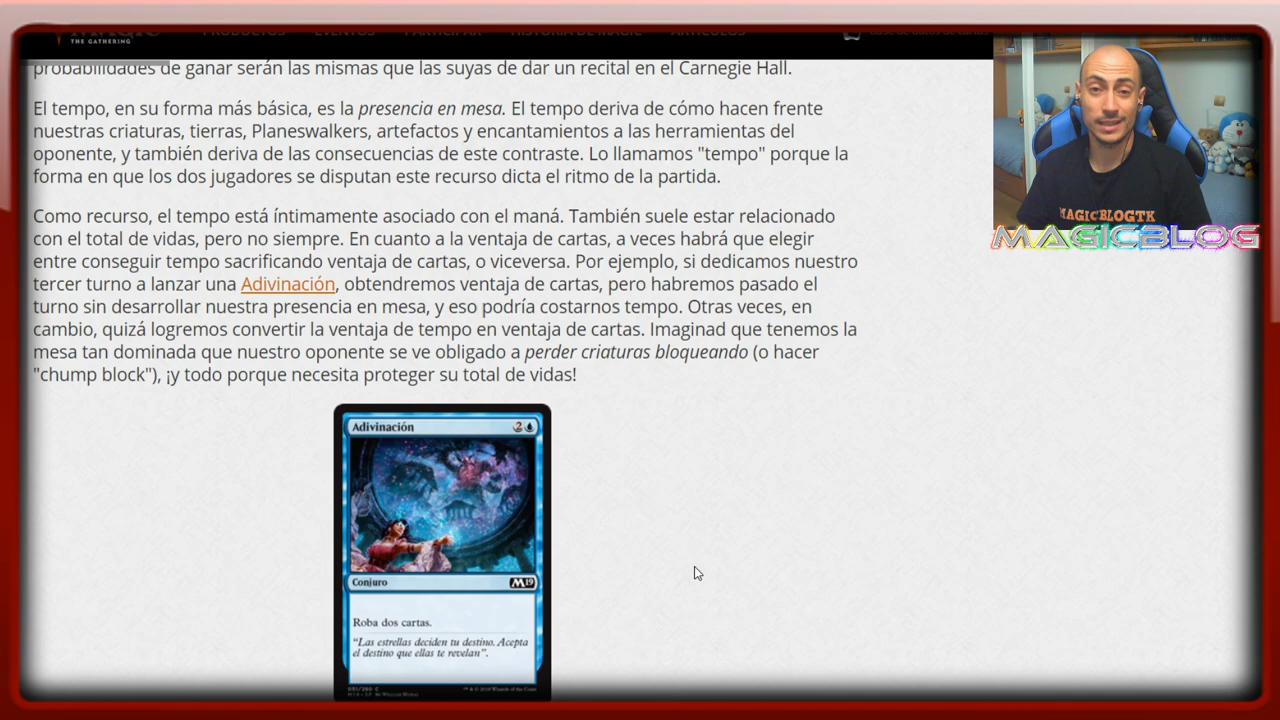 THE GATHERING
PRODUCTOS EVENTOS PARTICIPAR HISTORIA DE MAGIC ARTÍCULOS
probabilidades de ganar serán las mismas que las suyas de dar un recital en el Carnegie Hall.
El tempo, en su forma más básica, es la presencia en mesa. El tempo deriva de cómo hacen frente
nuestras criaturas, tierras, Planeswalkers, artefactos y encantamientos a las herramientas del
oponente, y también deriva de las consecuencias de este contraste. Lo llamamos "tempo" porque la
forma en que los dos jugadores se disputan este recurso dicta el ritmo de la partida.
Como recurso, el tempo está íntimamente asociado con el maná. También suele estar relacionado
con el total de vidas, pero no siempre. En cuanto a la ventaja de cartas, a veces habrá que elegir
entre conseguir tempo sacrificando ventaja de cartas, o viceversa. Por ejemplo, si dedicamos nuestro
tercer turno a lanzar una Adivinación, obtendremos ventaja de cartas, pero habremos pasado el
turno sin desarrollar nuestra presencia en mesa, y eso podría costarnos tempo. Otras veces, en
cambio, quizá logremos convertir la ventaja de tempo en ventaja de cartas. Imaginad que tenemos la
mesa tan dominada que nuestro oponente se ve obligado a perder criaturas bloqueando (o hacer
"chump block"), ¡y todo porque necesita proteger su total de vidas!
Adivinación 2
Conjuro M19
Roba dos cartas.
"Las estrellas deciden tu destino. Acepta
el destino que ellas te revelan".
MAGICBLOGTK
MAGICBLOG